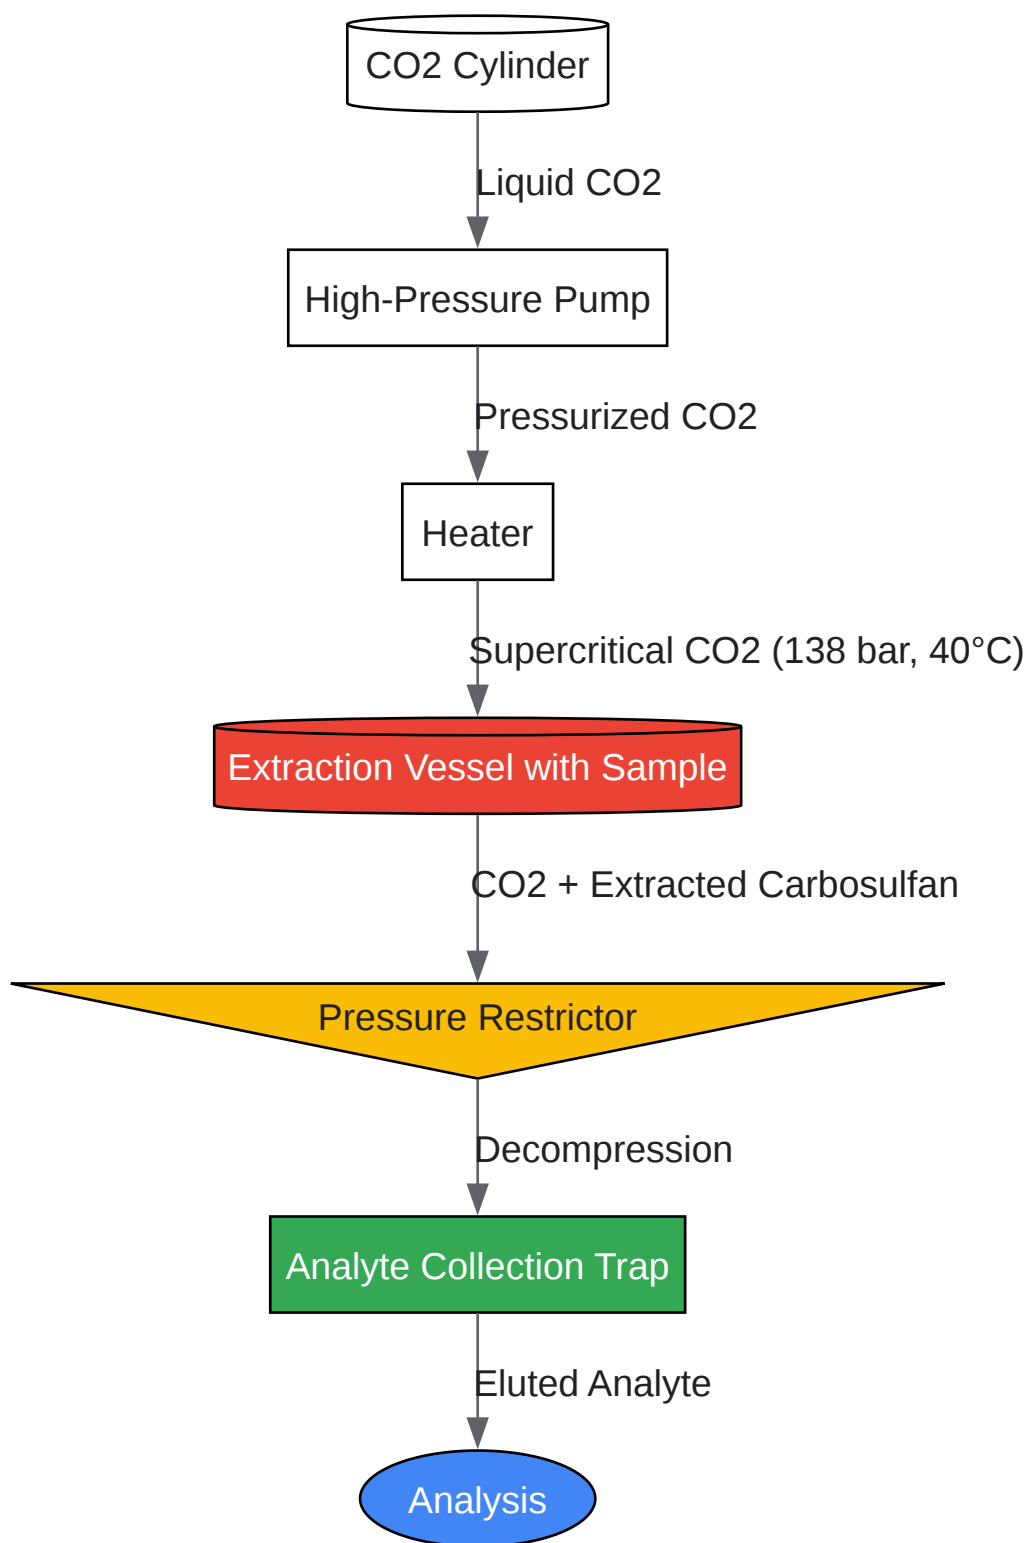 CO2 Cylinder
Liquid CO2
High-Pressure Pump
Pressurized CO2
Heater
Supercritical CO2 (138 bar, 40°C)
Extraction Vessel with Sample
CO2 + Extracted Carbosulfan
Pressure Restrictor
Decompression
Analyte Collection Trap
Eluted Analyte
Analysis